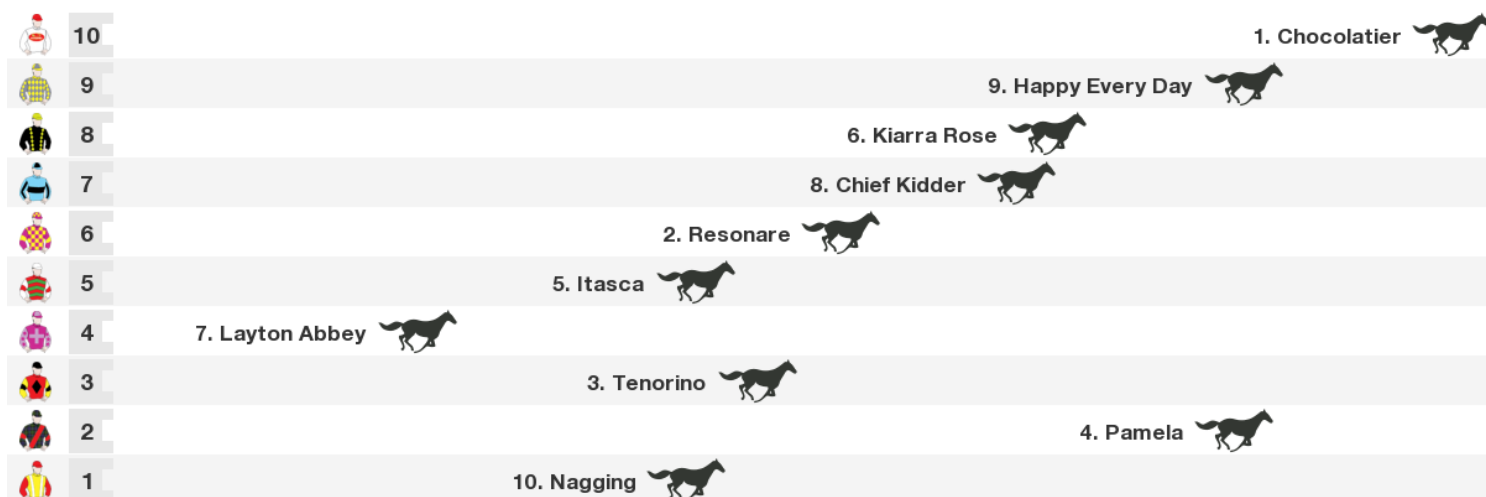 10 1. Chocolatier
9 9. Happy Every Day
8 6. Kiarra Rose
7 8. Chief Kidder
6 2. Resonare
5 5. Itasca
4 7. Layton Abbey
3 3. Tenorino
2 4. Pamela
1 10. Nagging